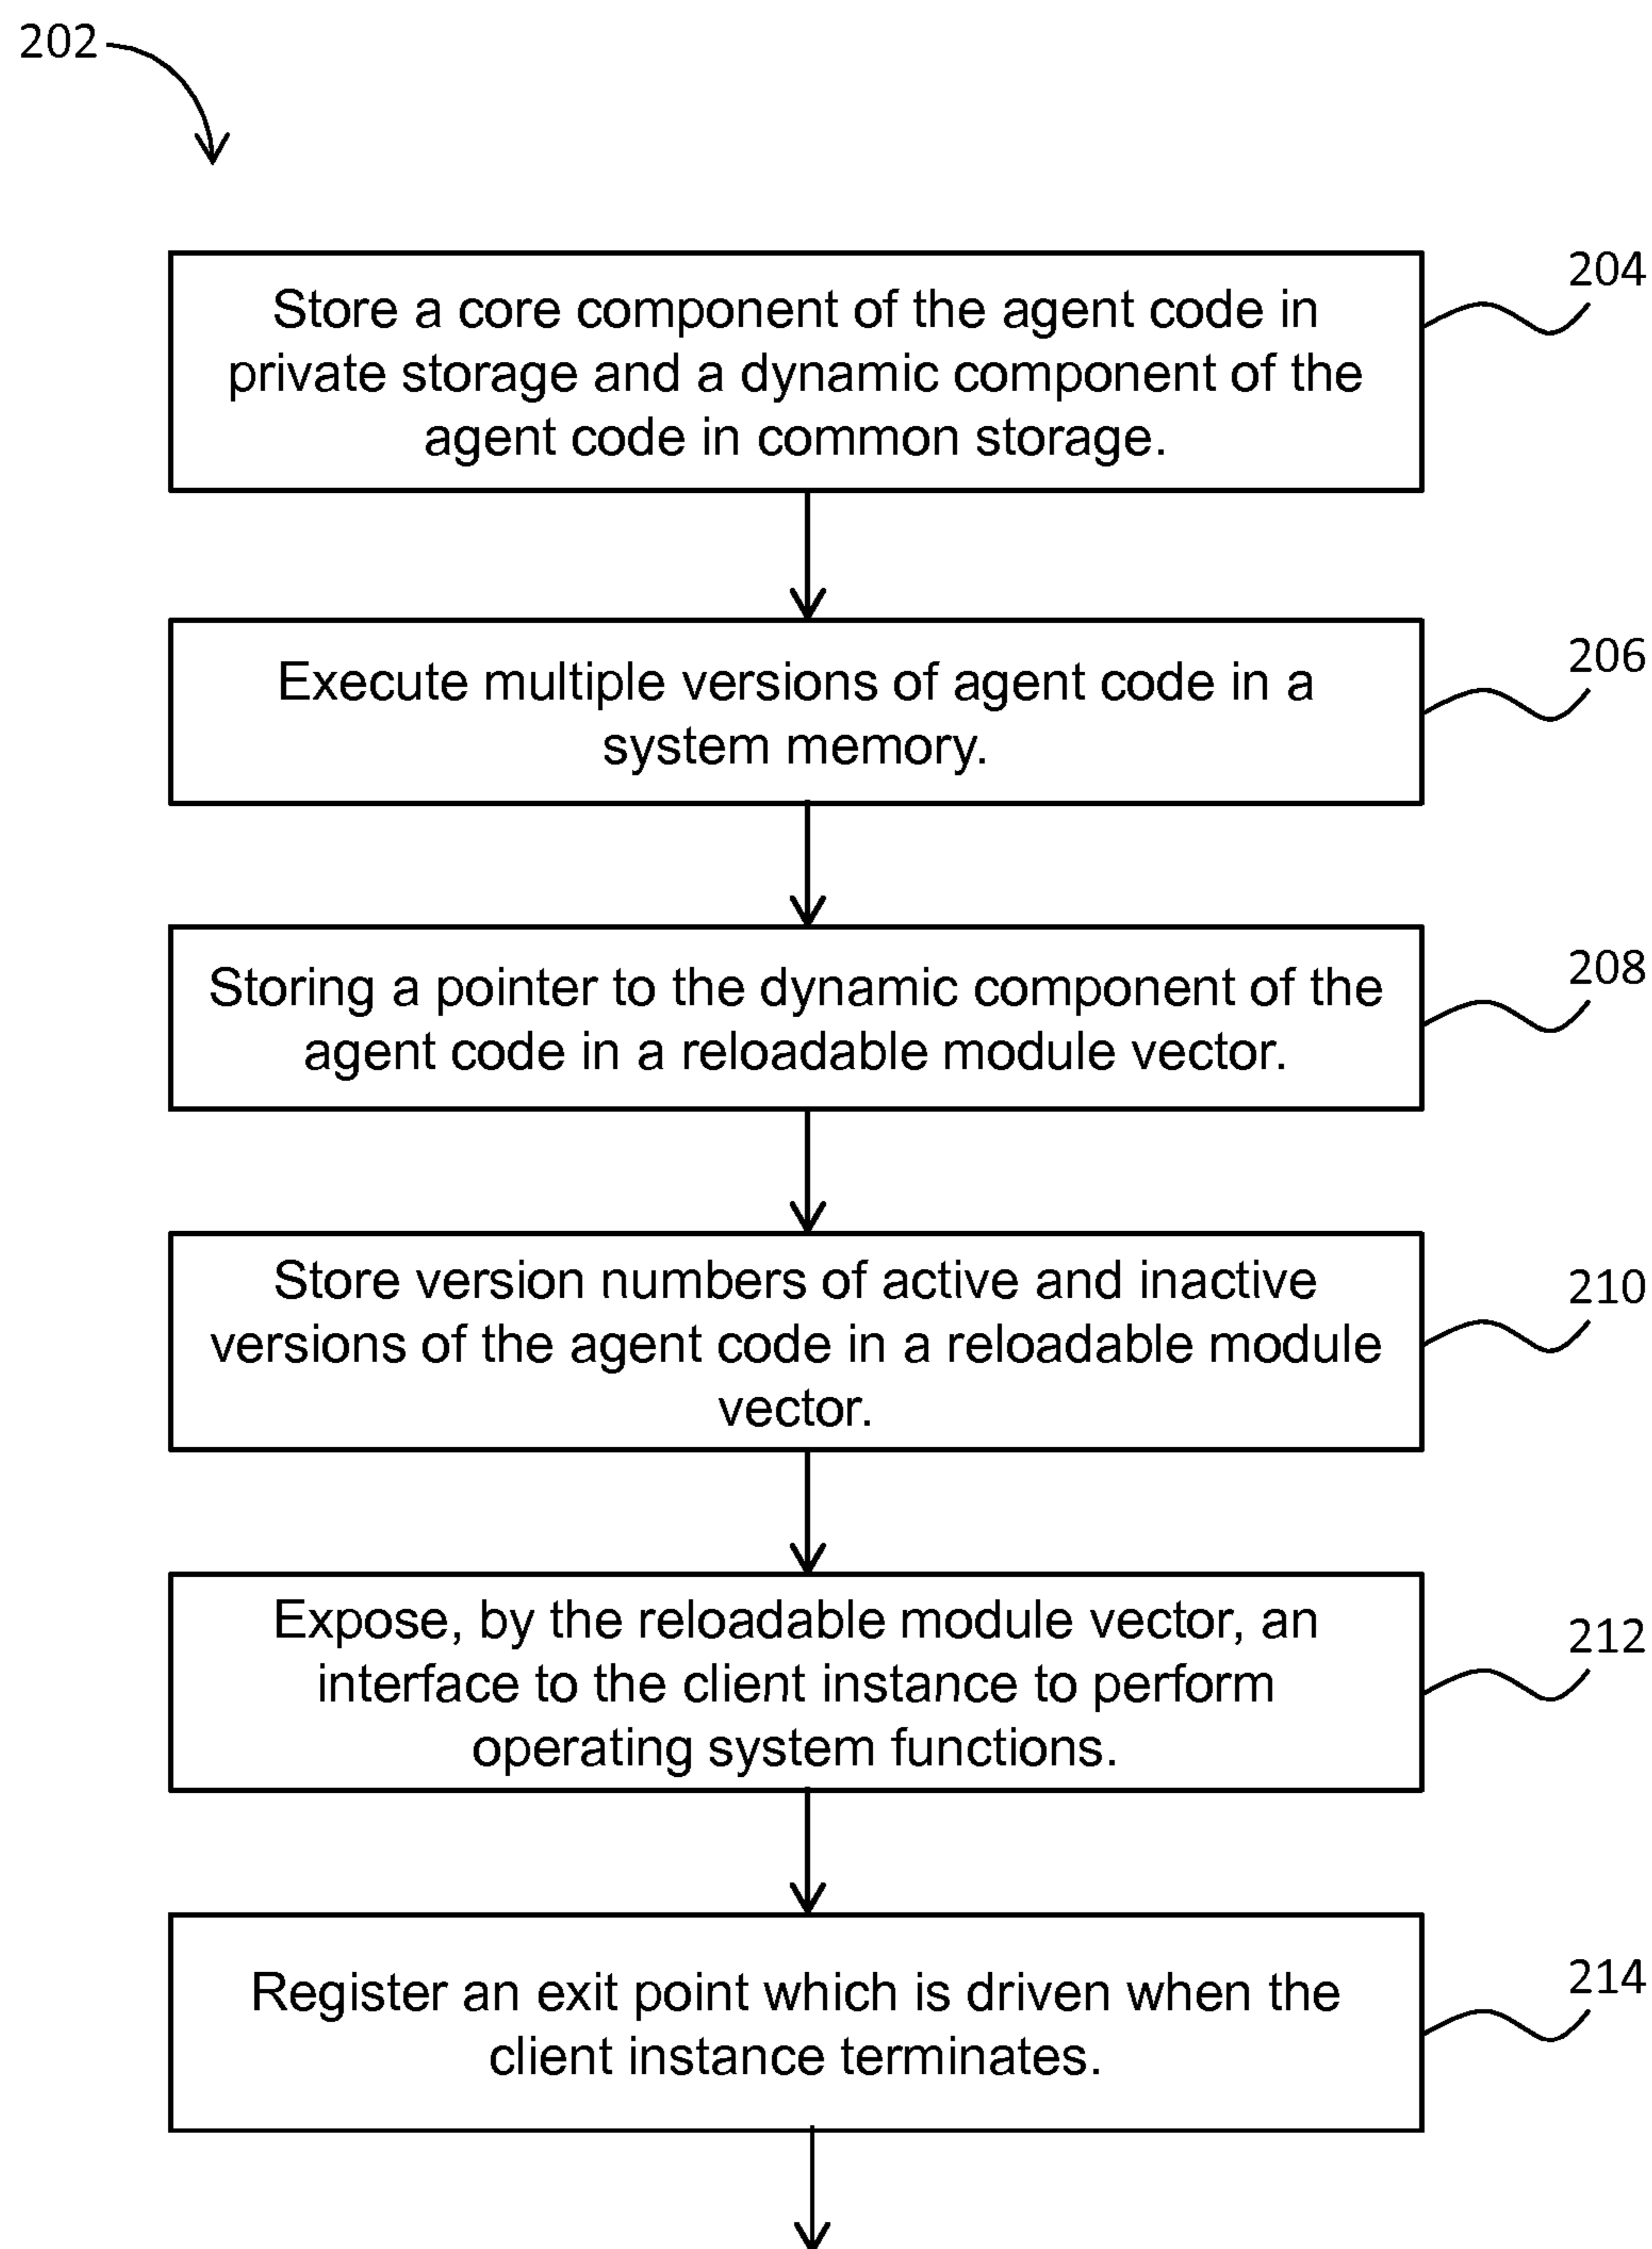 202
204
Store a core component of the agent code in
private storage and a dynamic component of the
agent code in common storage.
206
Execute multiple versions of agent code in a
system memory.
208
Storing a pointer to the dynamic component of the
agent code in a reloadable module vector.
210
Store version numbers of active and inactive
versions of the agent code in a reloadable module
vector.
212
Expose, by the reloadable module vector, an
interface to the client instance to perform
operating system functions.
214
Register an exit point which is driven when the
client instance terminates.